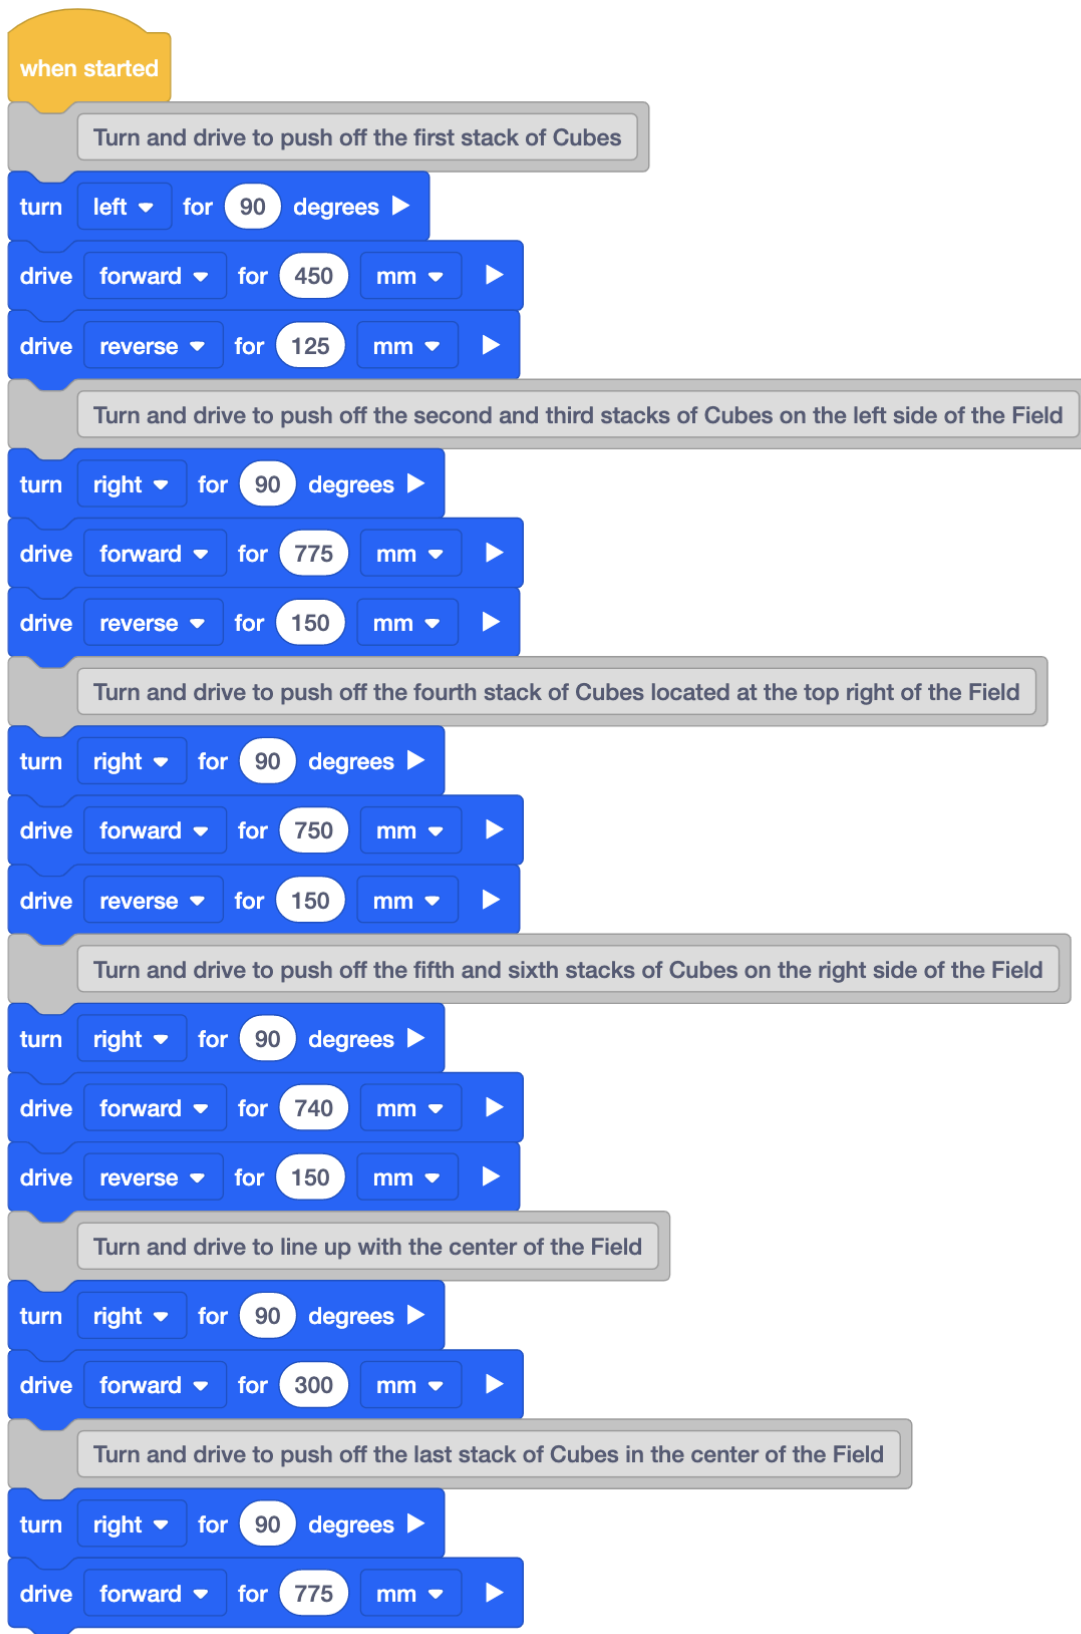 when started
Turn and drive to push off the first stack of Cubes
turn left for 90 degrees
drive forward for 450 mm
drive reverse for 125 mm
Turn and drive to push off the second and third stacks of Cubes on the left side of the Field
turn right for 90 degrees
drive forward for 775 mm
drive reverse for 150 mm
Turn and drive to push off the fourth stack of Cubes located at the top right of the Field
turn right for 90 degrees
drive forward for 750 mm
drive reverse for 150 mm
Turn and drive to push off the fifth and sixth stacks of Cubes on the right side of the Field
turn right for 90 degrees
drive forward for 740 mm
drive reverse for 150 mm
Turn and drive to line up with the center of the Field
turn right for 90 degrees
drive forward for 300 mm
Turn and drive to push off the last stack of Cubes in the center of the Field
turn right for 90 degrees
drive forward for 775 mm